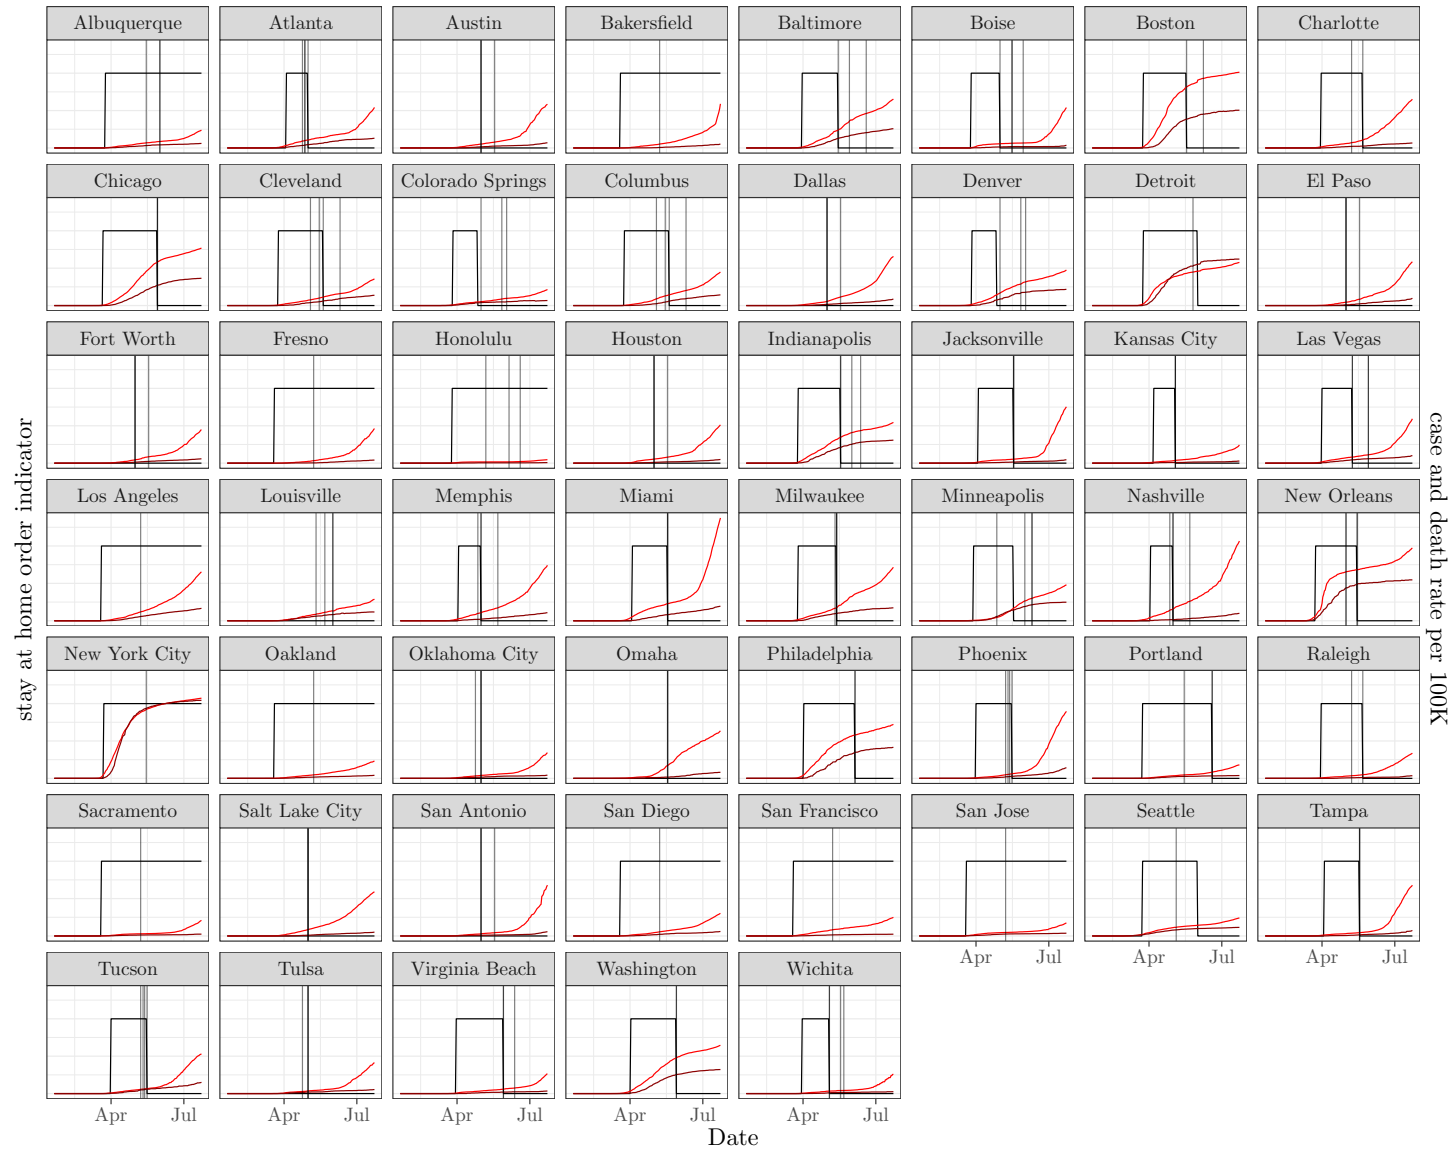 Albuquerque
Atlanta
Austin
Bakersfield
Baltimore
Boise
Boston
Charlotte
Chicago
Cleveland
Colorado Springs
Columbus
Dallas
Denver
Detroit
El Paso
Fort Worth
Fresno
Honolulu
Houston
Indianapolis
Jacksonville
Kansas City
Las Vegas
Los Angeles
Louisville
Memphis
Miami
Milwaukee
Minneapolis
Nashville
New Orleans
New York City
Oakland
Oklahoma City
Omaha
Philadelphia
Phoenix
Portland
Raleigh
Sacramento
Salt Lake City
San Antonio
San Diego
San Francisco
San Jose
Seattle
Tampa
Apr Jul
Apr Jul
Apr Jul
Tucson
Tulsa
Virginia Beach
Washington
Wichita
Apr Jul
Apr Jul
Apr Jul
Apr Jul
Apr Jul
Date
stay at home order indicator
case and death rate per 100K